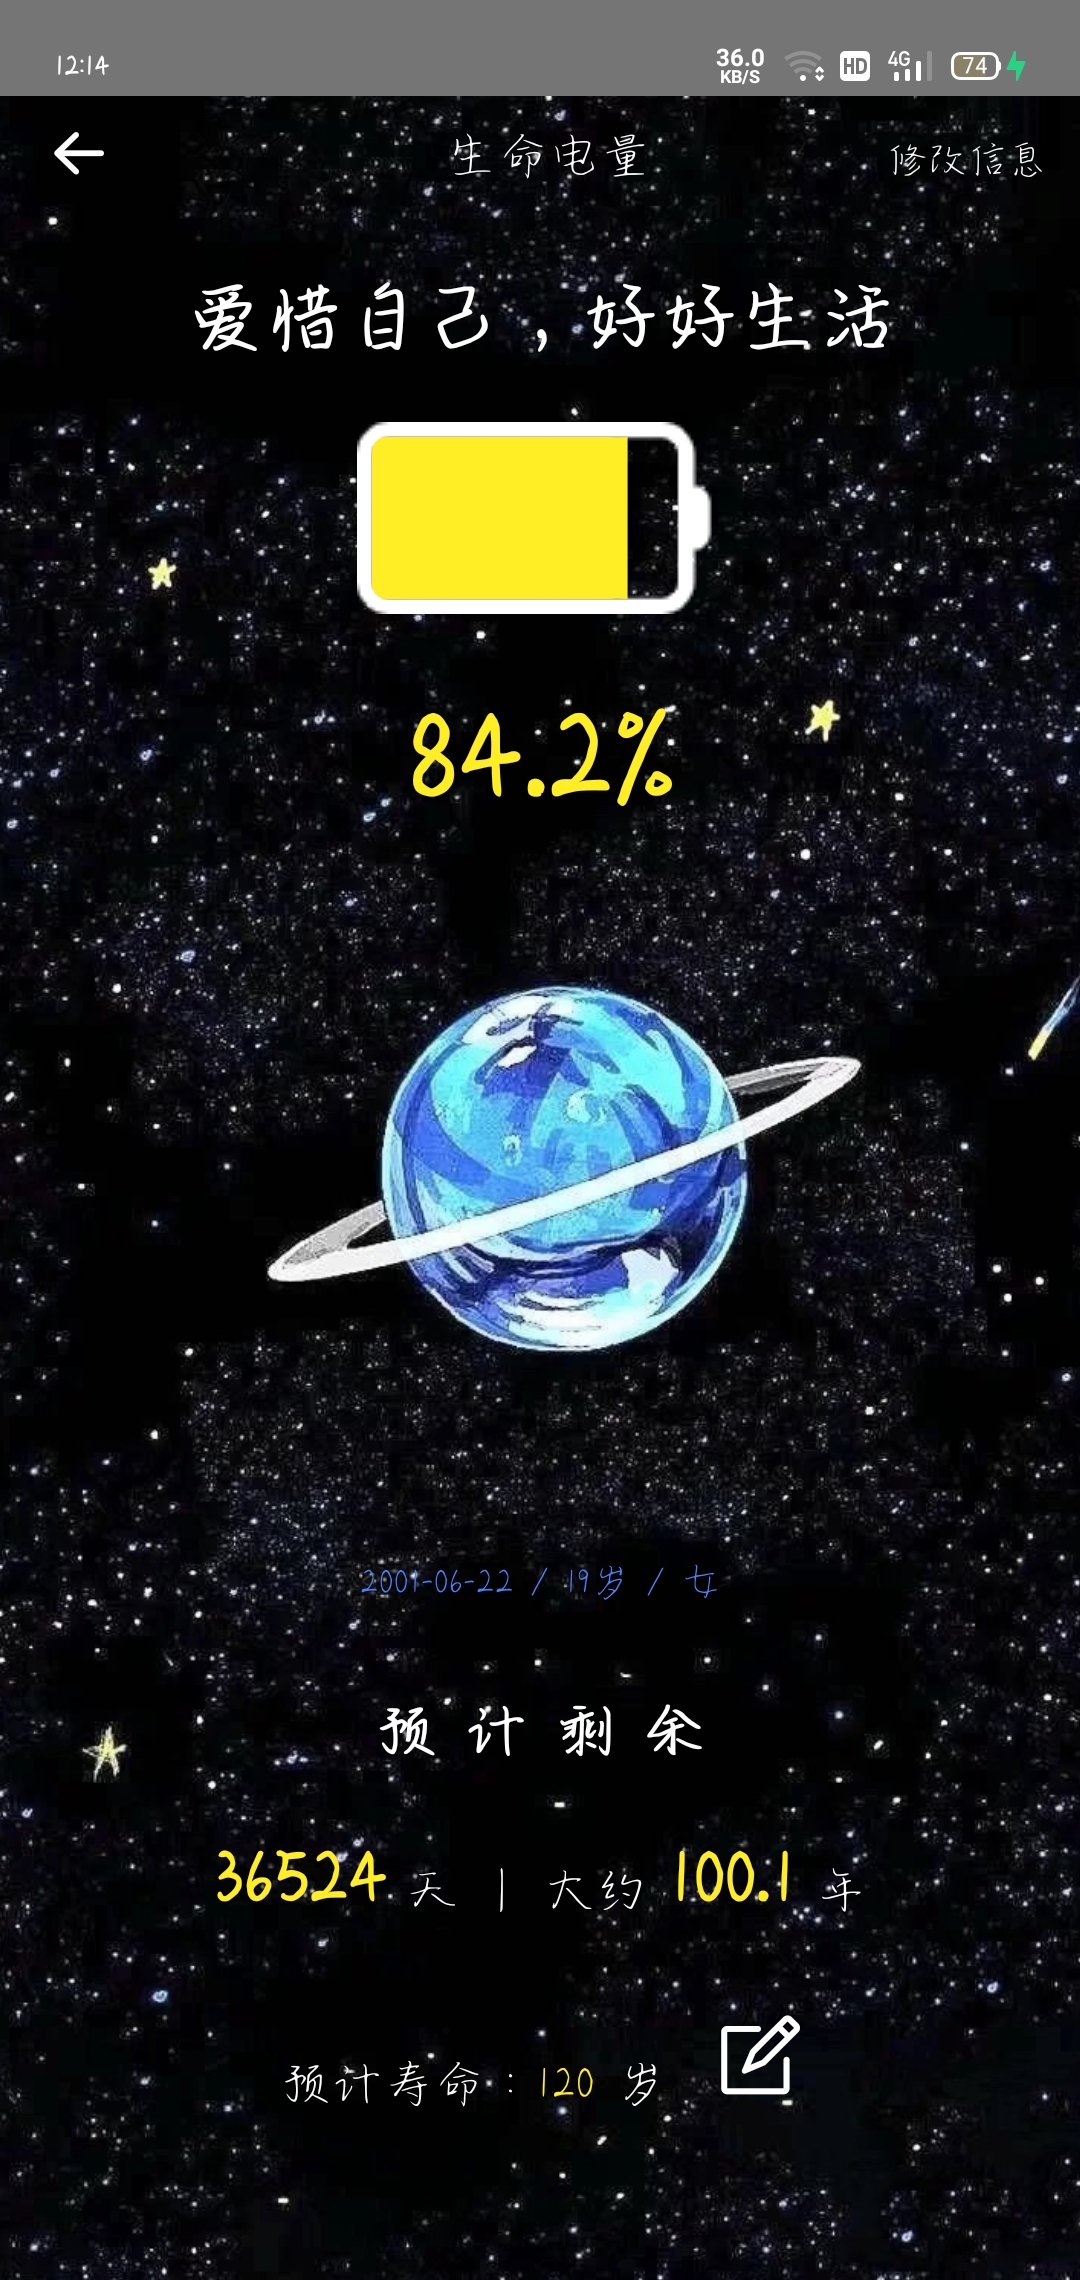 12:14 36.0 KB/S HD 4G 74
生命电量 修改信息
爱惜自己，好好生活
84.2%
2001-06-22 / 19岁 / 女
预计剩余
36524 天 | 大约 100.1 年
预计寿命：120 岁